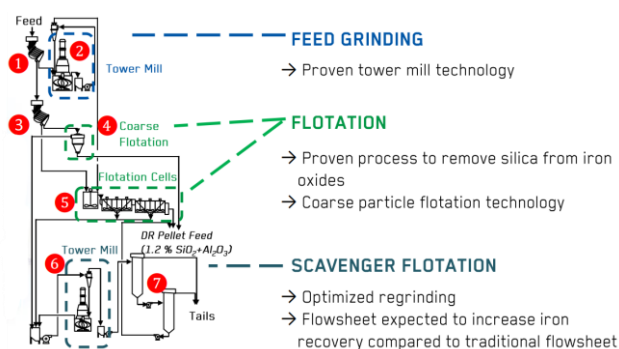 Feed
1
2
Tower Mill
3
4
Coarse
Flotation
Flotation Cells
5
DR Pellet Feed
(1.2 % SiO₂+Al₂O₃)
Tower Mill
6
7
Tails
FEED GRINDING
→ Proven tower mill technology
FLOTATION
→ Proven process to remove silica from iron
oxides
→ Coarse particle flotation technology
SCAVENGER FLOTATION
→ Optimized regrinding
→ Flowsheet expected to increase iron
recovery compared to traditional flowsheet